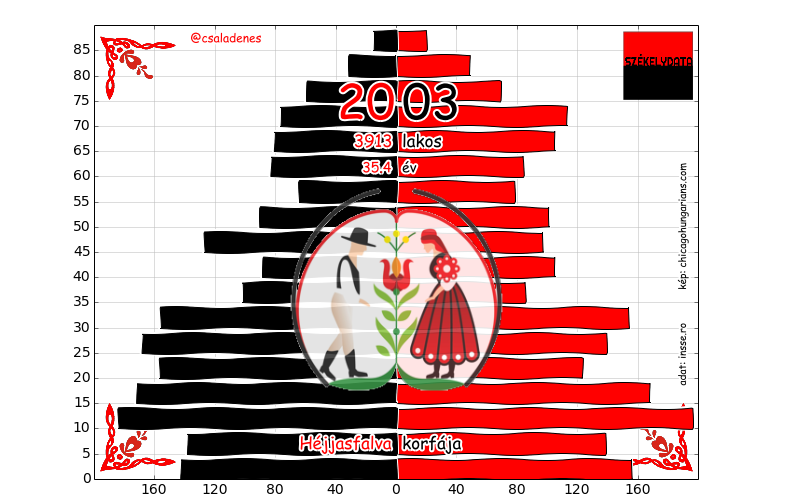 @csaladenes
SZÉKELYDATA
2003
3913 lakos
35.4 év
kép: chicagohungarians.com
adat: insse.ro
Héjjasfalva korfája
85
80
75
70
65
60
55
50
45
40
35
30
25
20
15
10
5
0
160 120 80 40 0 40 80 120 160